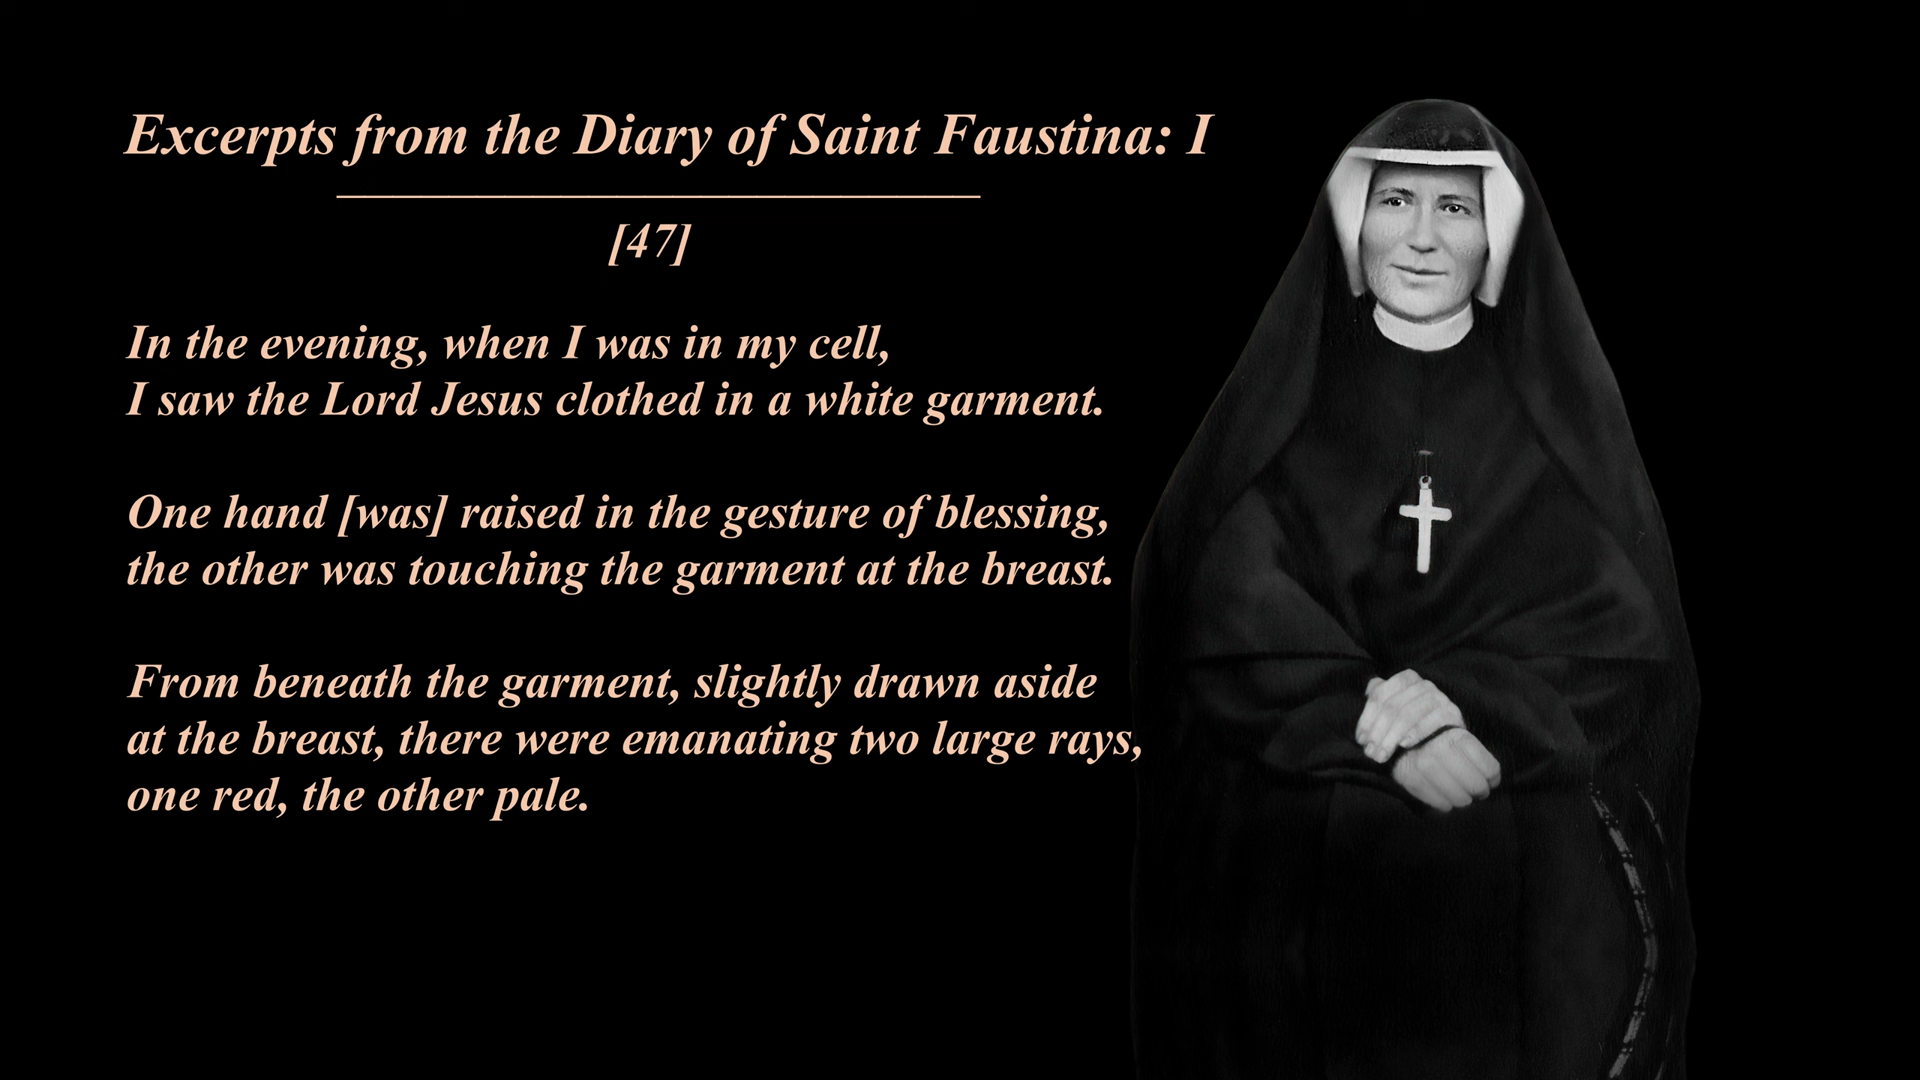 Excerpts from the Diary of Saint Faustina: I
[47]
In the evening, when I was in my cell,
I saw the Lord Jesus clothed in a white garment.
One hand [was] raised in the gesture of blessing,
the other was touching the garment at the breast.
From beneath the garment, slightly drawn aside
at the breast, there were emanating two large rays,
one red, the other pale.